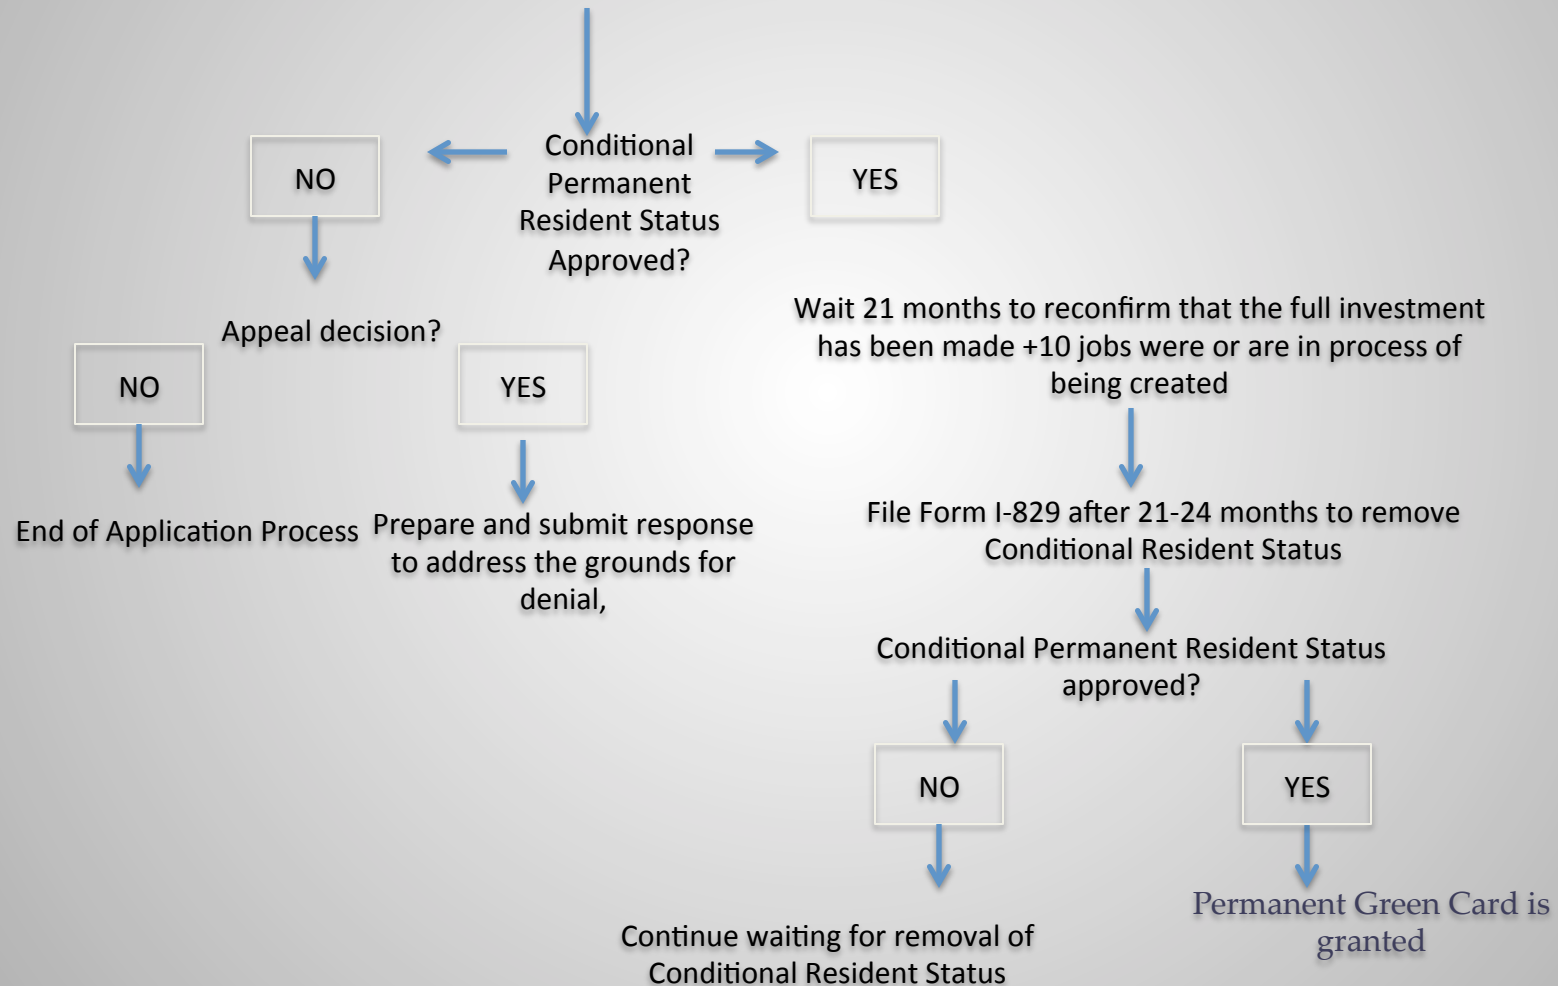 Conditional
Permanent
Resident Status
Approved?
NO
YES
Appeal decision?
NO
YES
End of Application Process
Prepare and submit response
to address the grounds for
denial,
Wait 21 months to reconfirm that the full investment
has been made +10 jobs were or are in process of
being created
File Form I-829 after 21-24 months to remove
Conditional Resident Status
Conditional Permanent Resident Status
approved?
NO
YES
Continue waiting for removal of
Conditional Resident Status
Permanent Green Card is
granted